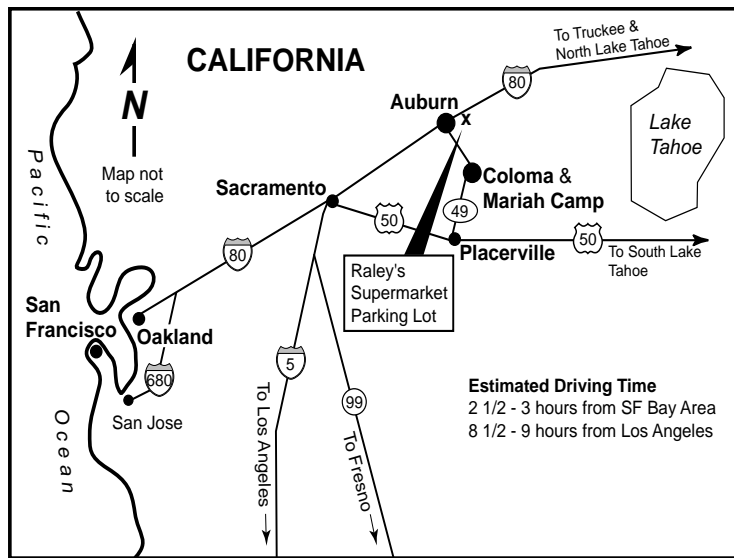 To Truckee &
North Lake Tahoe
CALIFORNIA
80
N
Auburn
x
Lake
Tahoe
Pacific
Map not
to scale
Coloma &
Mariah Camp
Sacramento
49
50
Placerville
50
To South Lake
Tahoe
80
Raley's
Supermarket
Parking Lot
San
Francisco
Oakland
680
5
San Jose
99
To Los Angeles
To Fresno
Estimated Driving Time
2 1/2 - 3 hours from SF Bay Area
8 1/2 - 9 hours from Los Angeles
Ocean